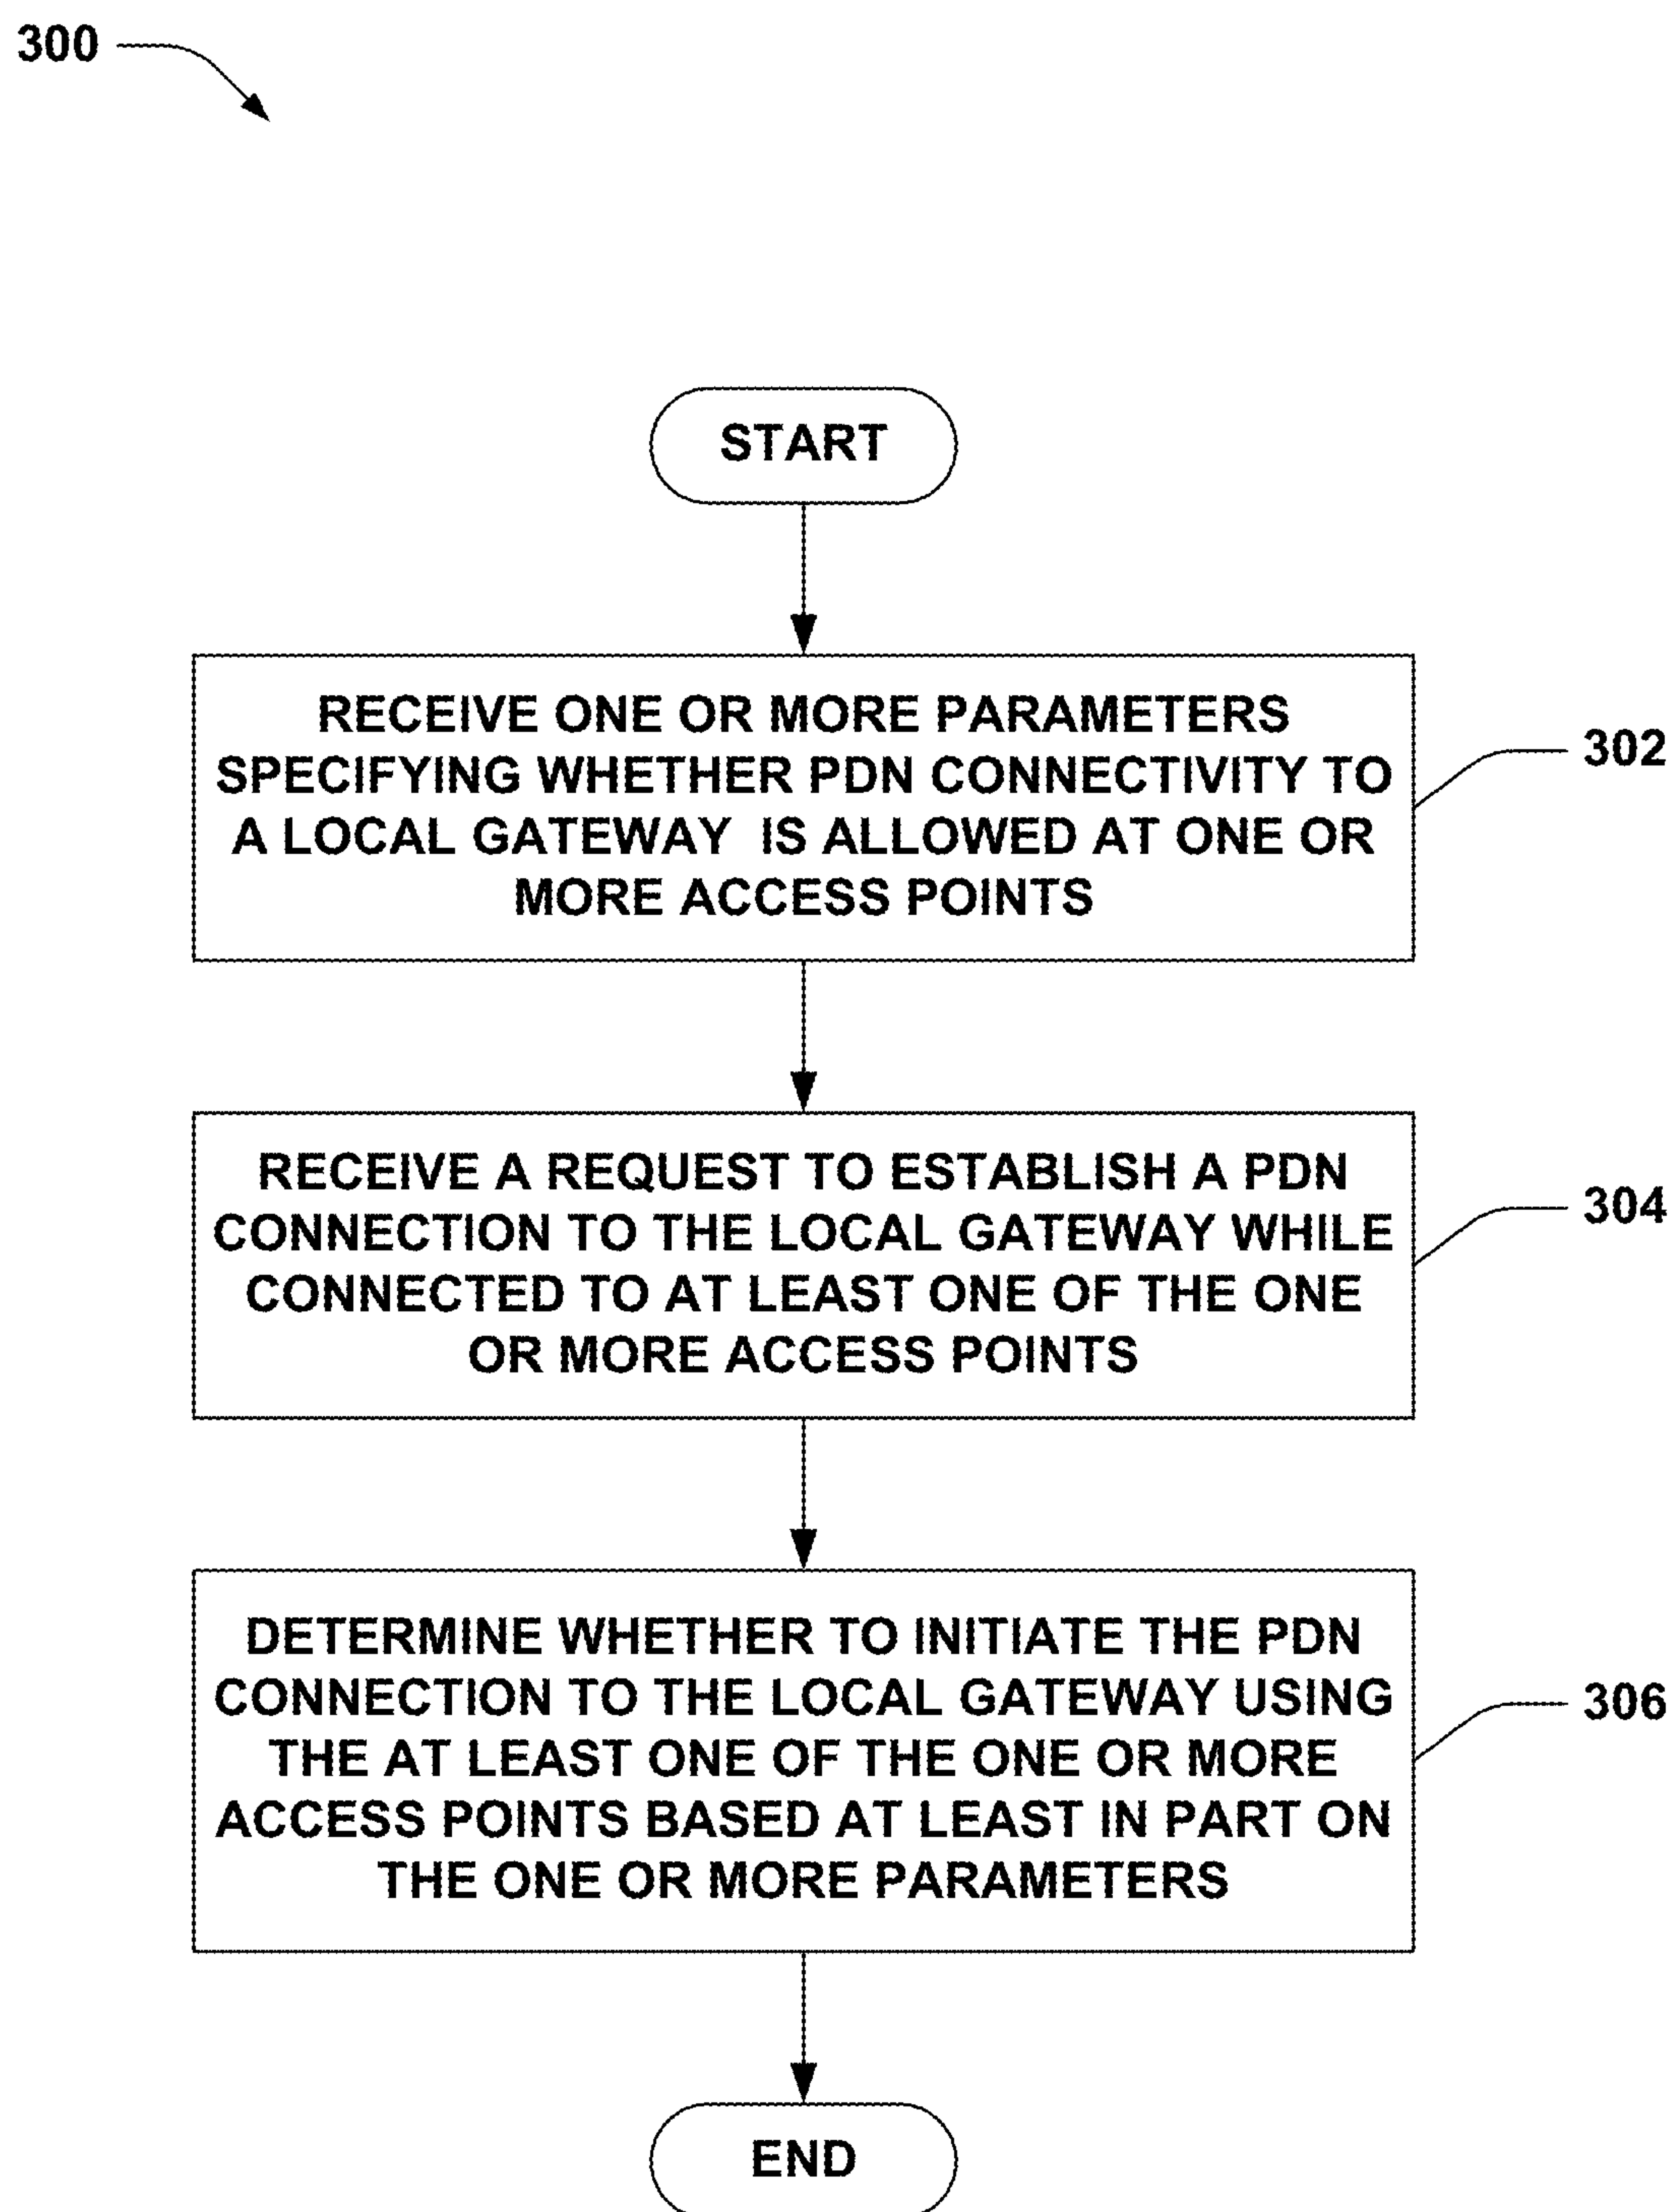 300
START
RECEIVE ONE OR MORE PARAMETERS
SPECIFYING WHETHER PDN CONNECTIVITY TO
A LOCAL GATEWAY IS ALLOWED AT ONE OR
MORE ACCESS POINTS
302
RECEIVE A REQUEST TO ESTABLISH A PDN
CONNECTION TO THE LOCAL GATEWAY WHILE
CONNECTED TO AT LEAST ONE OF THE ONE
OR MORE ACCESS POINTS
304
DETERMINE WHETHER TO INITIATE THE PDN
CONNECTION TO THE LOCAL GATEWAY USING
THE AT LEAST ONE OF THE ONE OR MORE
ACCESS POINTS BASED AT LEAST IN PART ON
THE ONE OR MORE PARAMETERS
306
END